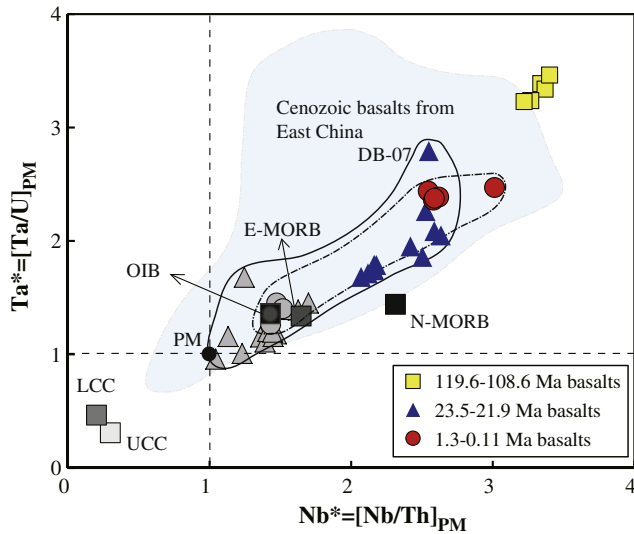 4
3
2
1
0
Ta*=[Ta/U]PM
Cenozoic basalts from
East China
DB-07
E-MORB
OIB
PM
N-MORB
LCC
UCC
119.6-108.6 Ma basalts
23.5-21.9 Ma basalts
1.3-0.11 Ma basalts
0 1 2 3 4
Nb*=[Nb/Th]PM